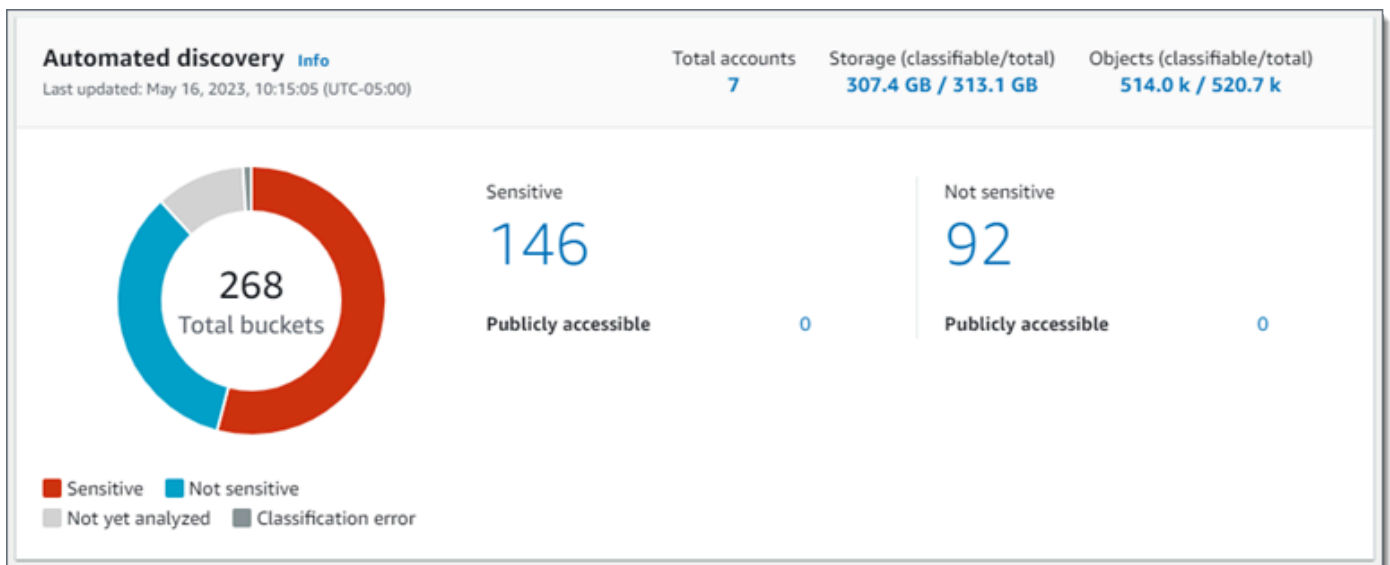 Automated discovery Info
Last updated: May 16, 2023, 10:15:05 (UTC-05:00)
Total accounts
7
Storage (classifiable/total)
307.4 GB / 313.1 GB
Objects (classifiable/total)
514.0 k / 520.7 k
268
Total buckets
Sensitive
146
Publicly accessible 0
Not sensitive
92
Publicly accessible 0
Sensitive Not sensitive
Not yet analyzed Classification error